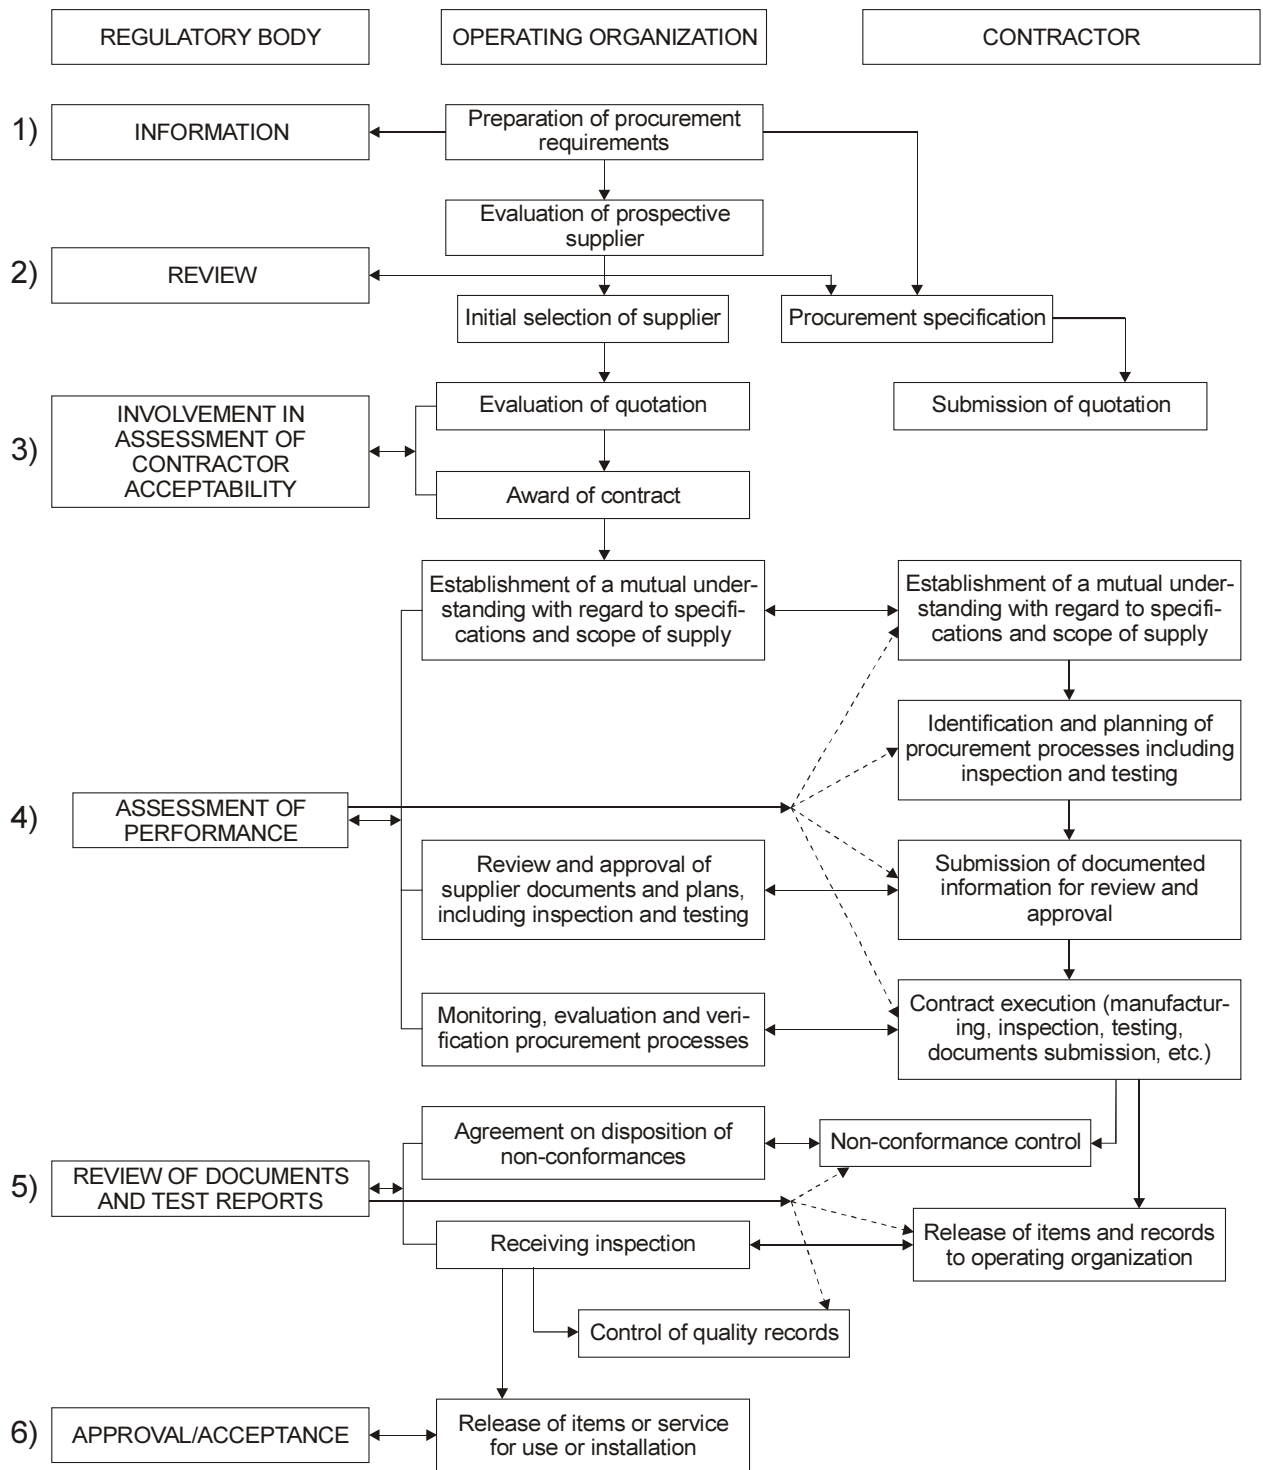 REGULATORY BODY
OPERATING ORGANIZATION
CONTRACTOR
1)
INFORMATION
Preparation of procurement
requirements
Evaluation of prospective
supplier
2)
REVIEW
Initial selection of supplier
Procurement specification
3)
INVOLVEMENT IN
ASSESSMENT OF
CONTRACTOR
ACCEPTABILITY
Evaluation of quotation
Submission of quotation
Award of contract
Establishment of a mutual under-
standing with regard to specifi-
cations and scope of supply
Establishment of a mutual under-
standing with regard to specifi-
cations and scope of supply
Identification and planning of
procurement processes including
inspection and testing
4)
ASSESSMENT OF
PERFORMANCE
Review and approval of
supplier documents and plans,
including inspection and testing
Submission of documented
information for review and
approval
Monitoring, evaluation and veri-
fication procurement processes
Contract execution (manufactur-
ing, inspection, testing,
documents submission, etc.)
Agreement on disposition of
non-conformances
Non-conformance control
5)
REVIEW OF DOCUMENTS
AND TEST REPORTS
Receiving inspection
Release of items and records
to operating organization
Control of quality records
6)
APPROVAL/ACCEPTANCE
Release of items or service
for use or installation